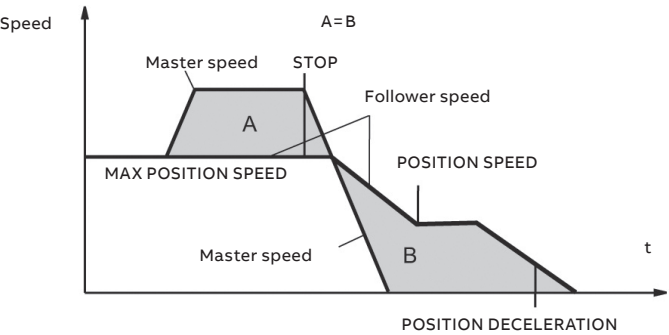 A=B
Speed
Master speed
STOP
Follower speed
A
POSITION SPEED
MAX POSITION SPEED
Master speed
B
t
POSITION DECELERATION